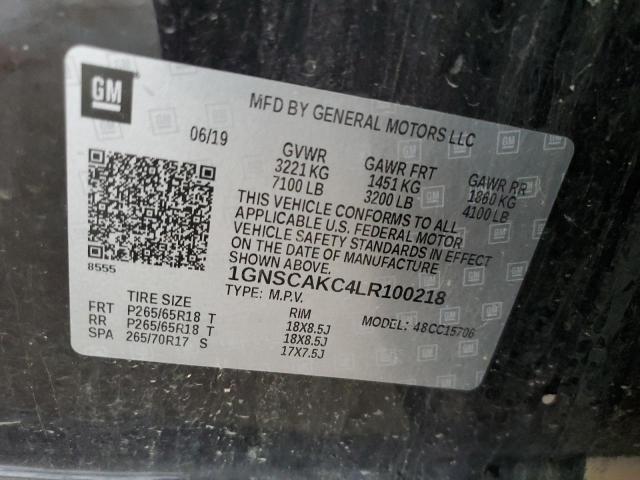 GM
MFD BY GENERAL MOTORS LLC
06/19
GVWR GAWR FRT GAWR RR
3221 KG 1451 KG 1860 KG
7100 LB 3200 LB 4100 LB
THIS VEHICLE CONFORMS TO ALL
APPLICABLE U.S. FEDERAL MOTOR
VEHICLE SAFETY STANDARDS IN EFFECT
ON THE DATE OF MANUFACTURE
SHOWN ABOVE.
8555
1GNSCAKC4LR100218
TYPE: M.P.V. MODEL: 48CC15706
TIRE SIZE RIM
FRT P265/65R18 T 18X8.5J
RR P265/65R18 T 18X8.5J
SPA 265/70R17 S 17X7.5J